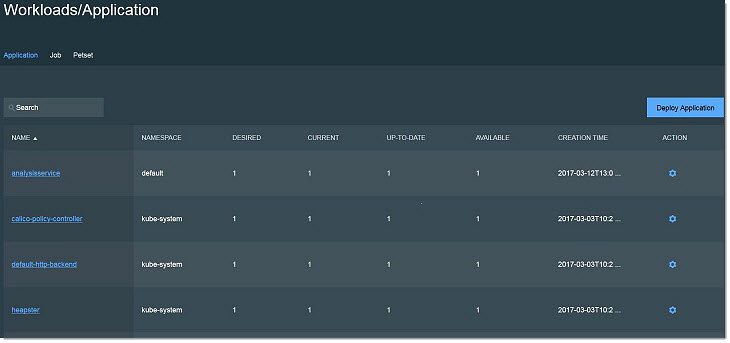 Workloads/Application
Application Job Petset
Search
Deploy Application
NAME NAMESPACE DESIRED CURRENT UP-TO-DATE AVAILABLE CREATION TIME ACTION
analysisservice default 1 1 1 1 2017-03-12T13:0 ...
calico-policy-controller kube-system 1 1 1 1 2017-03-03T10:2 ...
default-http-backend kube-system 1 1 1 1 2017-03-03T10:2 ...
heapster kube-system 1 1 1 1 2017-03-03T10:2 ...